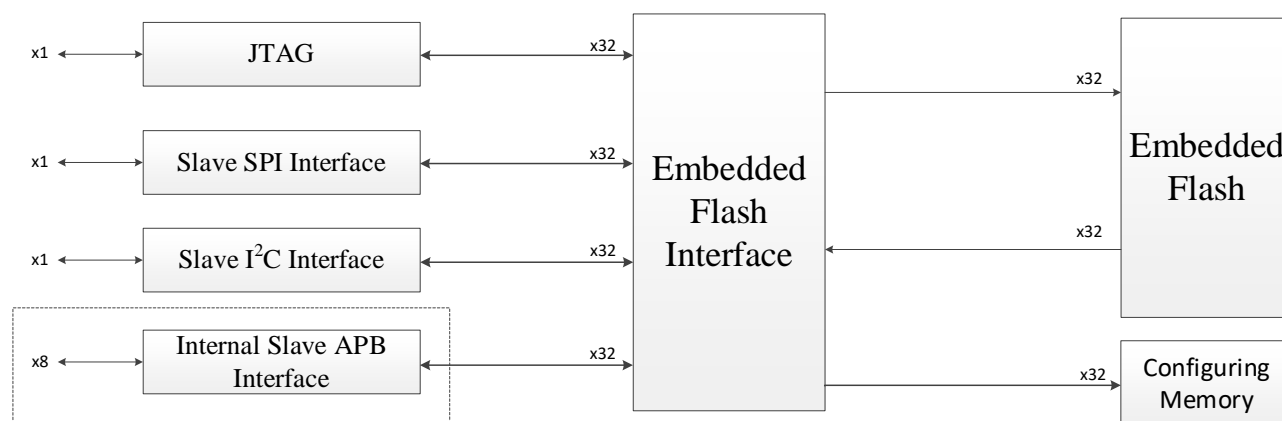 x1
JTAG
x32
x1
Slave SPI Interface
x32
x1
Slave I²C Interface
x32
x8
Internal Slave APB
Interface
x32
Embedded
Flash
Interface
x32
x32
x32
Embedded
Flash
Configuring
Memory